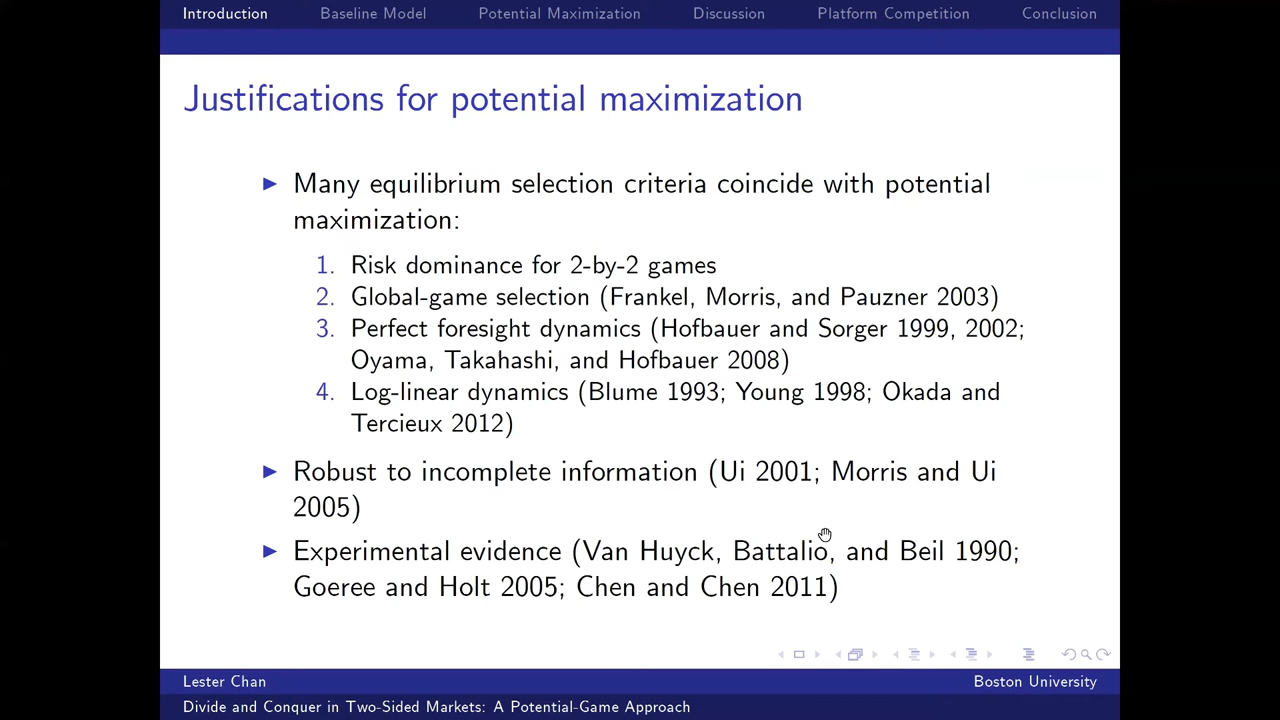 Introduction Baseline Model Potential Maximization Discussion Platform Competition Conclusion
Justifications for potential maximization
Many equilibrium selection criteria coincide with potential
maximization:
1. Risk dominance for 2-by-2 games
2. Global-game selection (Frankel, Morris, and Pauzner 2003)
3. Perfect foresight dynamics (Hofbauer and Sorger 1999, 2002;
Oyama, Takahashi, and Hofbauer 2008)
4. Log-linear dynamics (Blume 1993; Young 1998; Okada and
Tercieux 2012)
Robust to incomplete information (Ui 2001; Morris and Ui
2005)
Experimental evidence (Van Huyck, Battalio, and Beil 1990;
Goeree and Holt 2005; Chen and Chen 2011)
Lester Chan Boston University
Divide and Conquer in Two-Sided Markets: A Potential-Game Approach